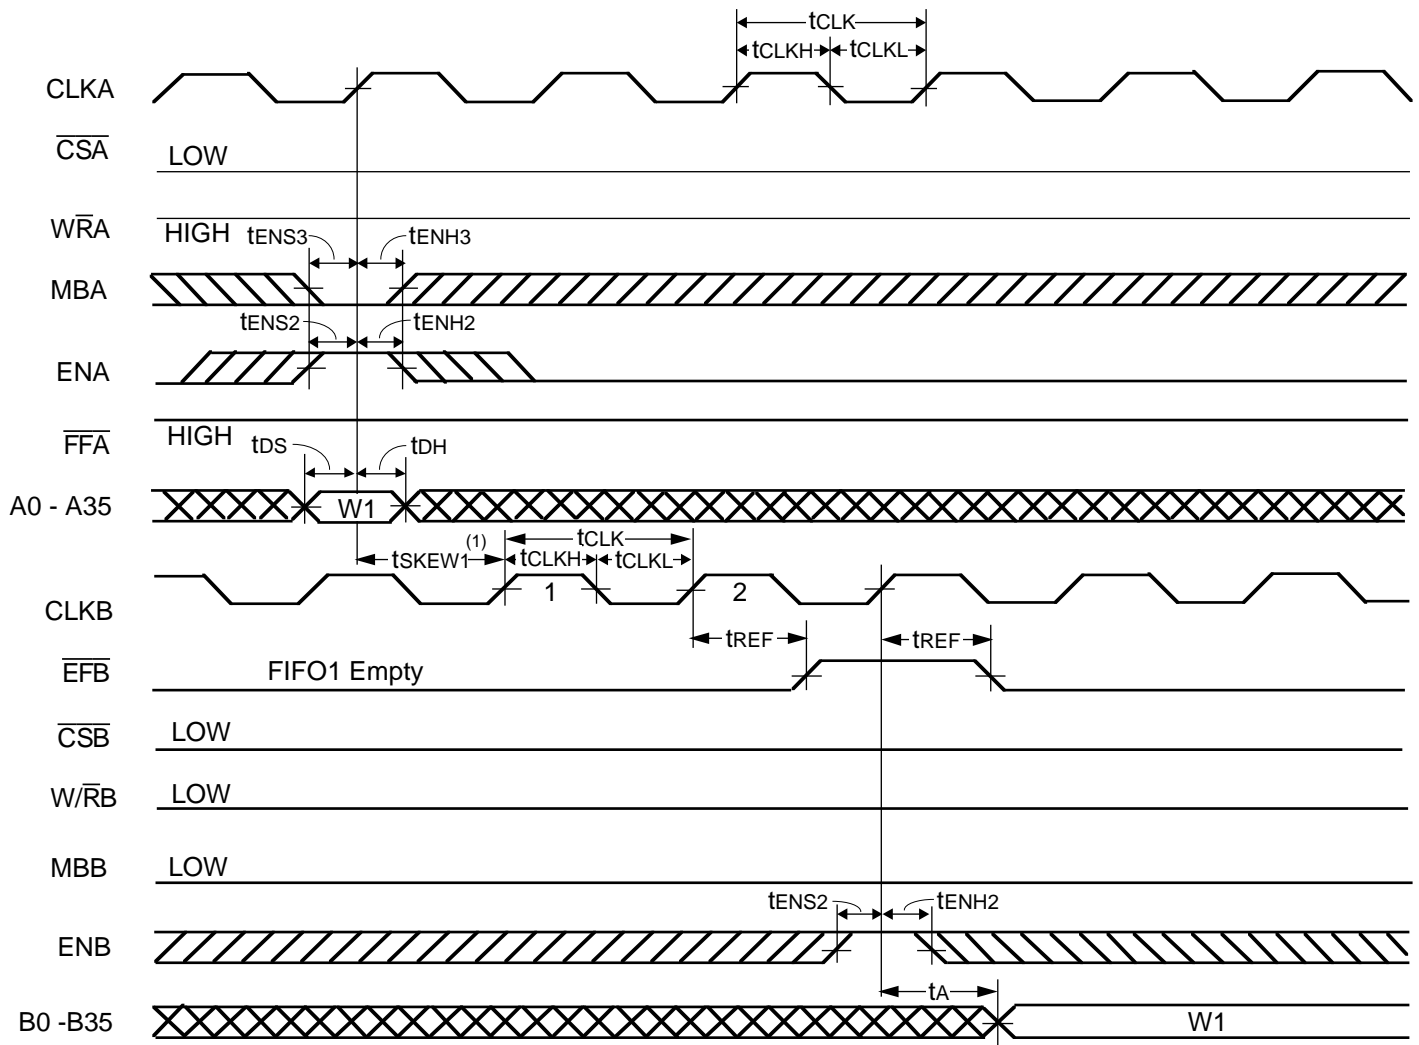 tCLK
tCLKH tCLKL
CLKA
CSA LOW
WRA HIGH tENS3 tENH3
MBA
tENS2 tENH2
ENA
FFA HIGH
tDS tDH
A0 - A35 W1
tSKEW1(1) tCLK
tCLKH tCLKL
CLKB 1 2
tREF tREF
EFB FIFO1 Empty
CSB LOW
W/RB LOW
MBB LOW
tENS2 tENH2
ENB
tA
B0 -B35 W1